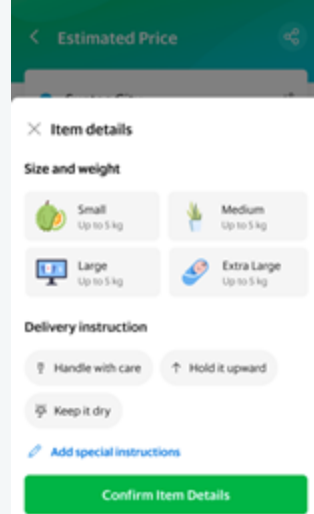 Estimated Price
Item details
Size and weight
Small
Up to 5 kg
Medium
Up to 5 kg
Large
Up to 5 kg
Extra Large
Up to 5 kg
Delivery instruction
Handle with care
Hold it upward
Keep it dry
Add special instructions
Confirm Item Details